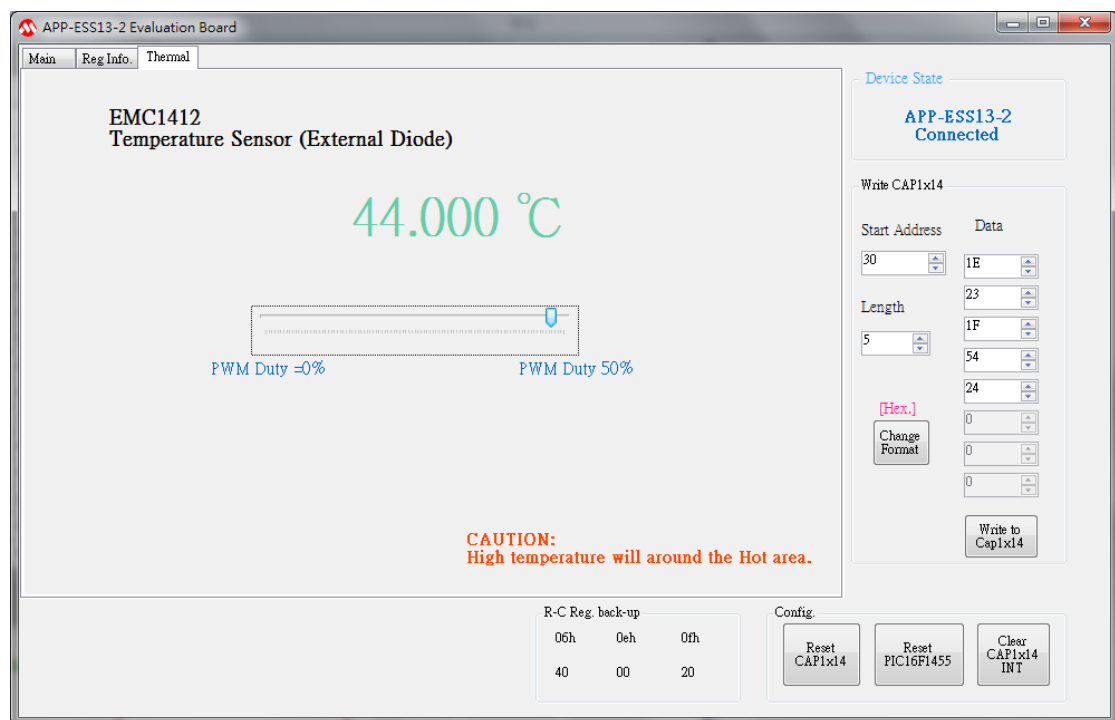 APP-ESS13-2 Evaluation Board
Main Reg Info. Thermal
EMC1412
Temperature Sensor (External Diode)
44.000 °C
PWM Duty =0% PWM Duty 50%
CAUTION:
High temperature will around the Hot area.
Device State
APP-ESS13-2
Connected
Write CAP1x14
Start Address Data
30 1E
23
Length
1F
5
54
24
[Hex.]
0
Change
Format
0
0
Write to
Cap1x14
R-C Reg. back-up
06h 0eh 0fh
40 00 20
Config.
Reset
CAP1x14
Reset
PIC16F1455
Clear
CAP1x14
INT